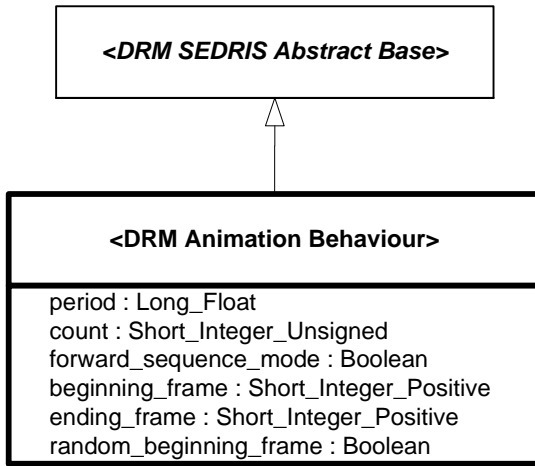 <DRM SEDRIS Abstract Base>
<DRM Animation Behaviour>
period : Long_Float
count : Short_Integer_Unsigned
forward_sequence_mode : Boolean
beginning_frame : Short_Integer_Positive
ending_frame : Short_Integer_Positive
random_beginning_frame : Boolean